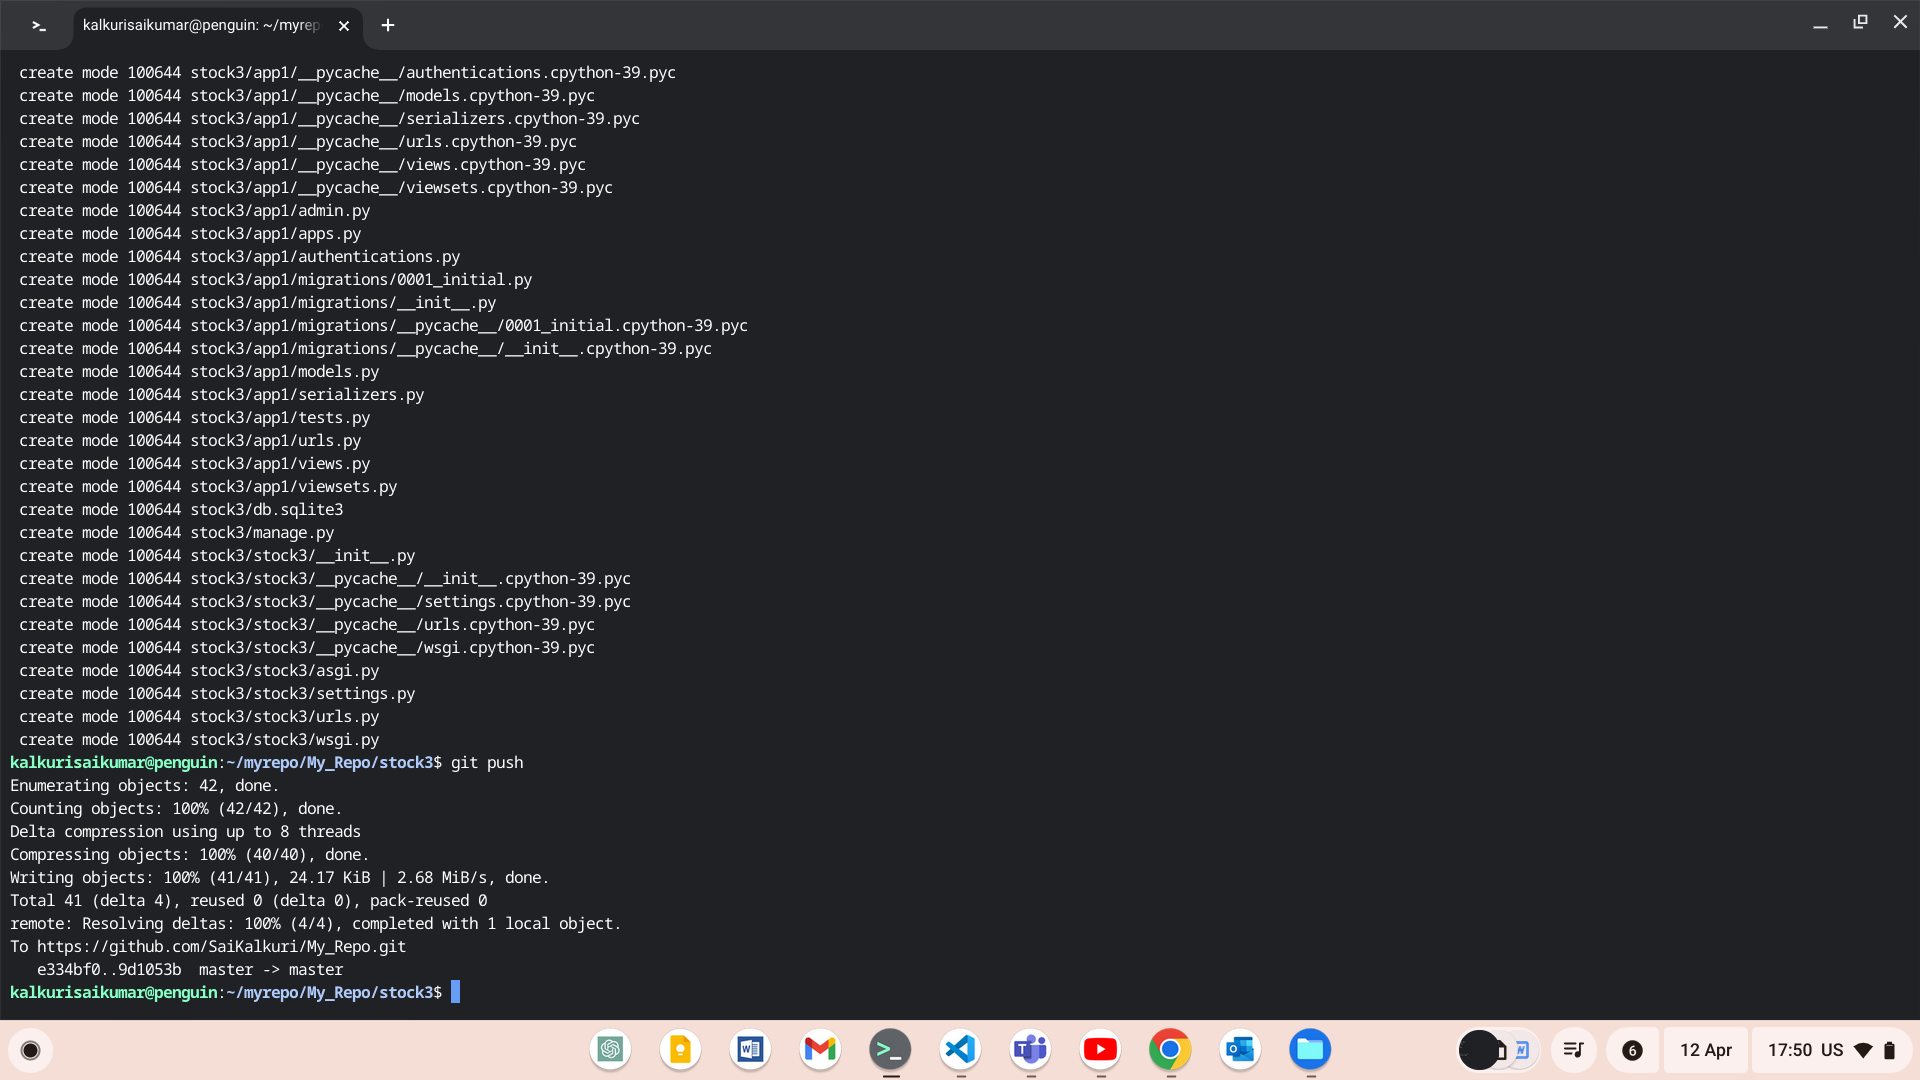 kalkurisaikumar@penguin: ~/myrep
create mode 100644 stock3/app1/__pycache__/authentications.cpython-39.pyc
create mode 100644 stock3/app1/__pycache__/models.cpython-39.pyc
create mode 100644 stock3/app1/__pycache__/serializers.cpython-39.pyc
create mode 100644 stock3/app1/__pycache__/urls.cpython-39.pyc
create mode 100644 stock3/app1/__pycache__/views.cpython-39.pyc
create mode 100644 stock3/app1/__pycache__/viewsets.cpython-39.pyc
create mode 100644 stock3/app1/admin.py
create mode 100644 stock3/app1/apps.py
create mode 100644 stock3/app1/authentications.py
create mode 100644 stock3/app1/migrations/0001_initial.py
create mode 100644 stock3/app1/migrations/__init__.py
create mode 100644 stock3/app1/migrations/__pycache__/0001_initial.cpython-39.pyc
create mode 100644 stock3/app1/migrations/__pycache__/__init__.cpython-39.pyc
create mode 100644 stock3/app1/models.py
create mode 100644 stock3/app1/serializers.py
create mode 100644 stock3/app1/tests.py
create mode 100644 stock3/app1/urls.py
create mode 100644 stock3/app1/views.py
create mode 100644 stock3/app1/viewsets.py
create mode 100644 stock3/db.sqlite3
create mode 100644 stock3/manage.py
create mode 100644 stock3/stock3/__init__.py
create mode 100644 stock3/stock3/__pycache__/__init__.cpython-39.pyc
create mode 100644 stock3/stock3/__pycache__/settings.cpython-39.pyc
create mode 100644 stock3/stock3/__pycache__/urls.cpython-39.pyc
create mode 100644 stock3/stock3/__pycache__/wsgi.cpython-39.pyc
create mode 100644 stock3/stock3/asgi.py
create mode 100644 stock3/stock3/settings.py
create mode 100644 stock3/stock3/urls.py
create mode 100644 stock3/stock3/wsgi.py
kalkurisaikumar@penguin:~/myrepo/My_Repo/stock3$ git push
Enumerating objects: 42, done.
Counting objects: 100% (42/42), done.
Delta compression using up to 8 threads
Compressing objects: 100% (40/40), done.
Writing objects: 100% (41/41), 24.17 KiB | 2.68 MiB/s, done.
Total 41 (delta 4), reused 0 (delta 0), pack-reused 0
remote: Resolving deltas: 100% (4/4), completed with 1 local object.
To https://github.com/SaiKalkuri/My_Repo.git
e334bf0..9d1053b  master -> master
kalkurisaikumar@penguin:~/myrepo/My_Repo/stock3$
6 12 Apr 17:50 US